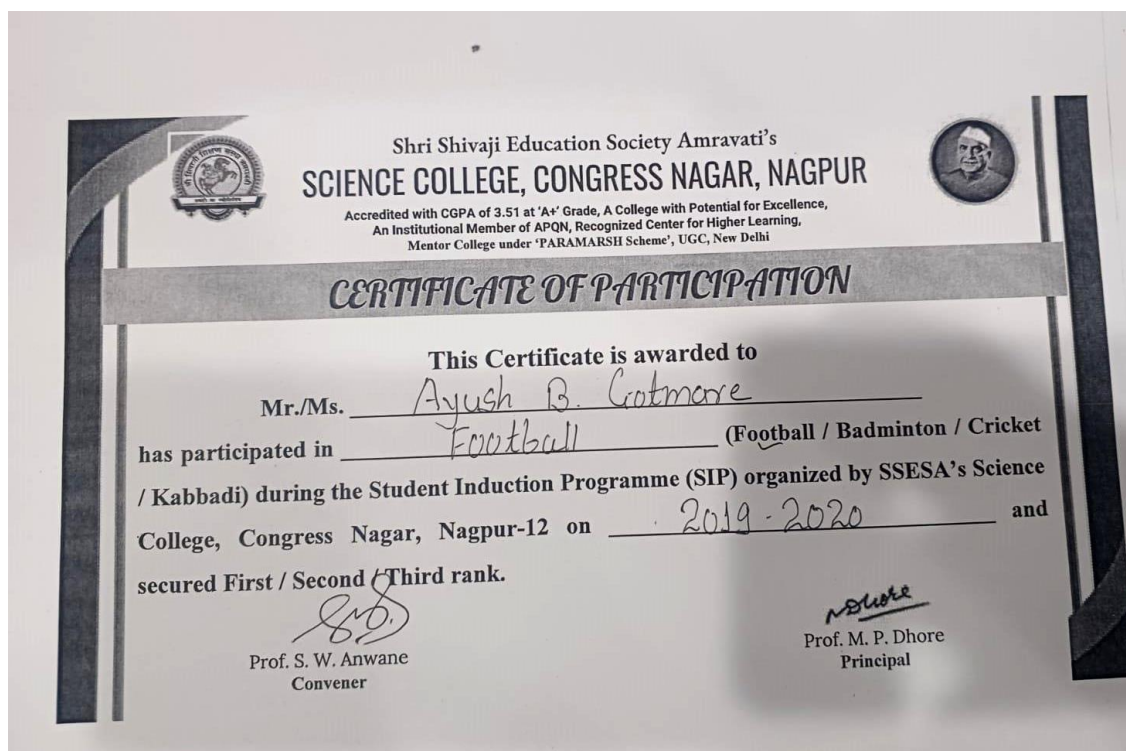 Shri Shivaji Education Society Amravati's
SCIENCE COLLEGE, CONGRESS NAGAR, NAGPUR
Accredited with CGPA of 3.51 at 'A+' Grade, A College with Potential for Excellence,
An Institutional Member of APQN, Recognized Center for Higher Learning,
Mentor College under 'PARAMARSH Scheme', UGC, New Delhi
CERTIFICATE OF PARTICIPATION
This Certificate is awarded to
Mr./Ms. Ayush B. Gotmare
has participated in Football (Football / Badminton / Cricket
/ Kabbadi) during the Student Induction Programme (SIP) organized by SSESA's Science
College, Congress Nagar, Nagpur-12 on 2019-2020 and
secured First / Second / Third rank.
Dhore
Prof. S. W. Anwane
Convener
Prof. M. P. Dhore
Principal